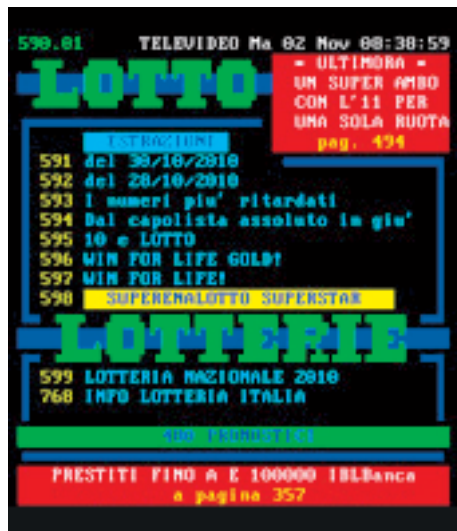 590.01 TELEVIDEO Ma 02 Nov 08:38:59
LOTTO
- ULTIMORA -
UN SUPER AMBO
CON L'11 PER
UNA SOLA RUOTA
pag. 494
ESTRAZIONI
591 del 30/10/2010
592 del 28/10/2010
593 I numeri piu' ritardati
594 Dal capolista assoluto in giu'
595 10 e LOTTO
596 WIN FOR LIFE GOLD!
597 WIN FOR LIFE!
598 SUPERENALOTTO SUPERSTAR
LOTTERIE
599 LOTTERIA NAZIONALE 2010
768 INFO LOTTERIA ITALIA
400 PRONOSTICI
PRESTITI FINO A E 100000 IBLBanca
a pagina 357